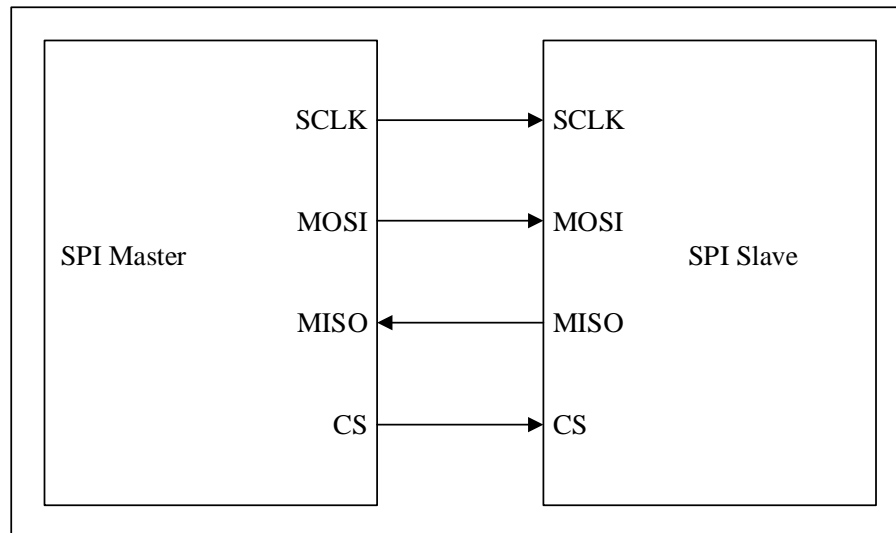 SCLK
SCLK
MOSI
MOSI
SPI Master
SPI Slave
MISO
MISO
CS
CS